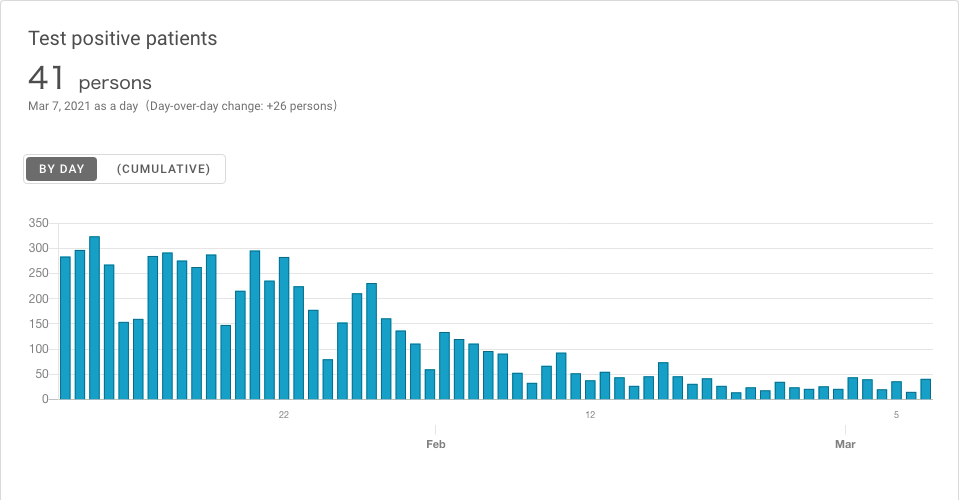 Test positive patients
41 persons
Mar 7, 2021 as a day（Day-over-day change: +26 persons）
BY DAY (CUMULATIVE)
350
300
250
200
150
100
50
0
22 12 5
Feb Mar